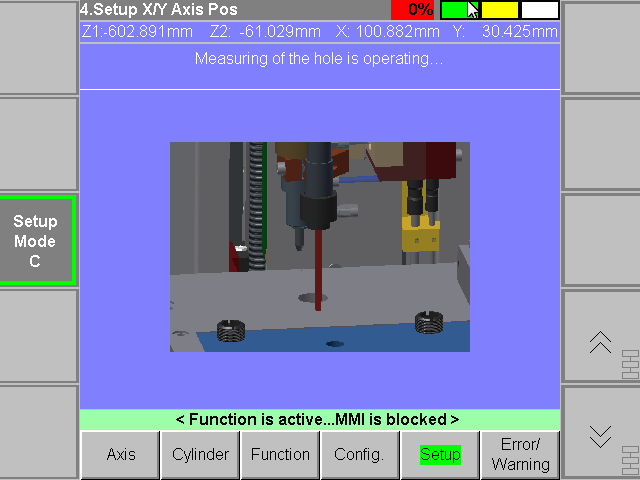 4.Setup X/Y Axis Pos
0%
Z1:-602.891mm Z2: -61.029mm X: 100.882mm Y: 30.425mm
Measuring of the hole is operating...
Setup
Mode
C
< Function is active...MMI is blocked >
Axis
Cylinder
Function
Config.
Setup
Error/
Warning